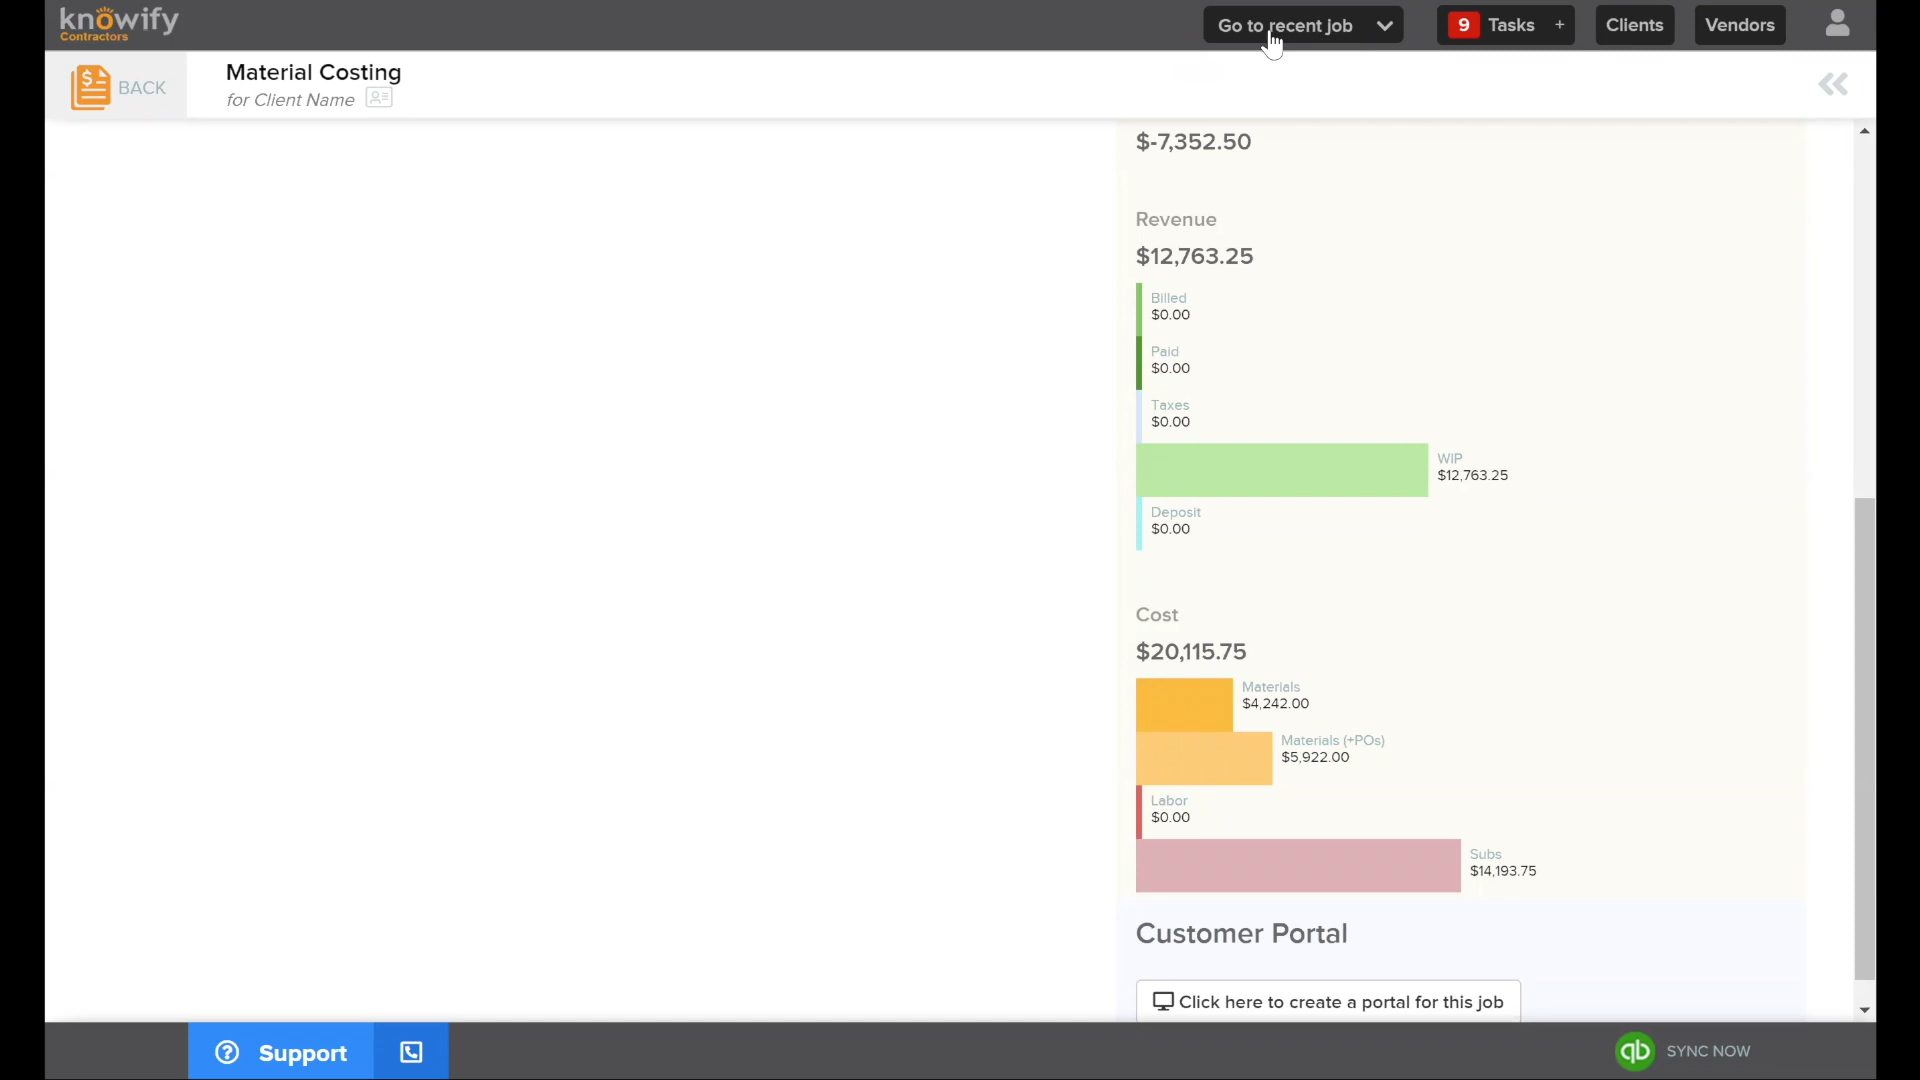 knowify
Contractors
Go to recent job
9 Tasks +
Clients
Vendors
BACK
Material Costing
for Client Name
$-7,352.50
Revenue
$12,763.25
Billed
$0.00
Paid
$0.00
Taxes
$0.00
WIP
$12,763.25
Deposit
$0.00
Cost
$20,115.75
Materials
$4,242.00
Materials (+POs)
$5,922.00
Labor
$0.00
Subs
$14,193.75
Customer Portal
Click here to create a portal for this job
? Support
qb SYNC NOW